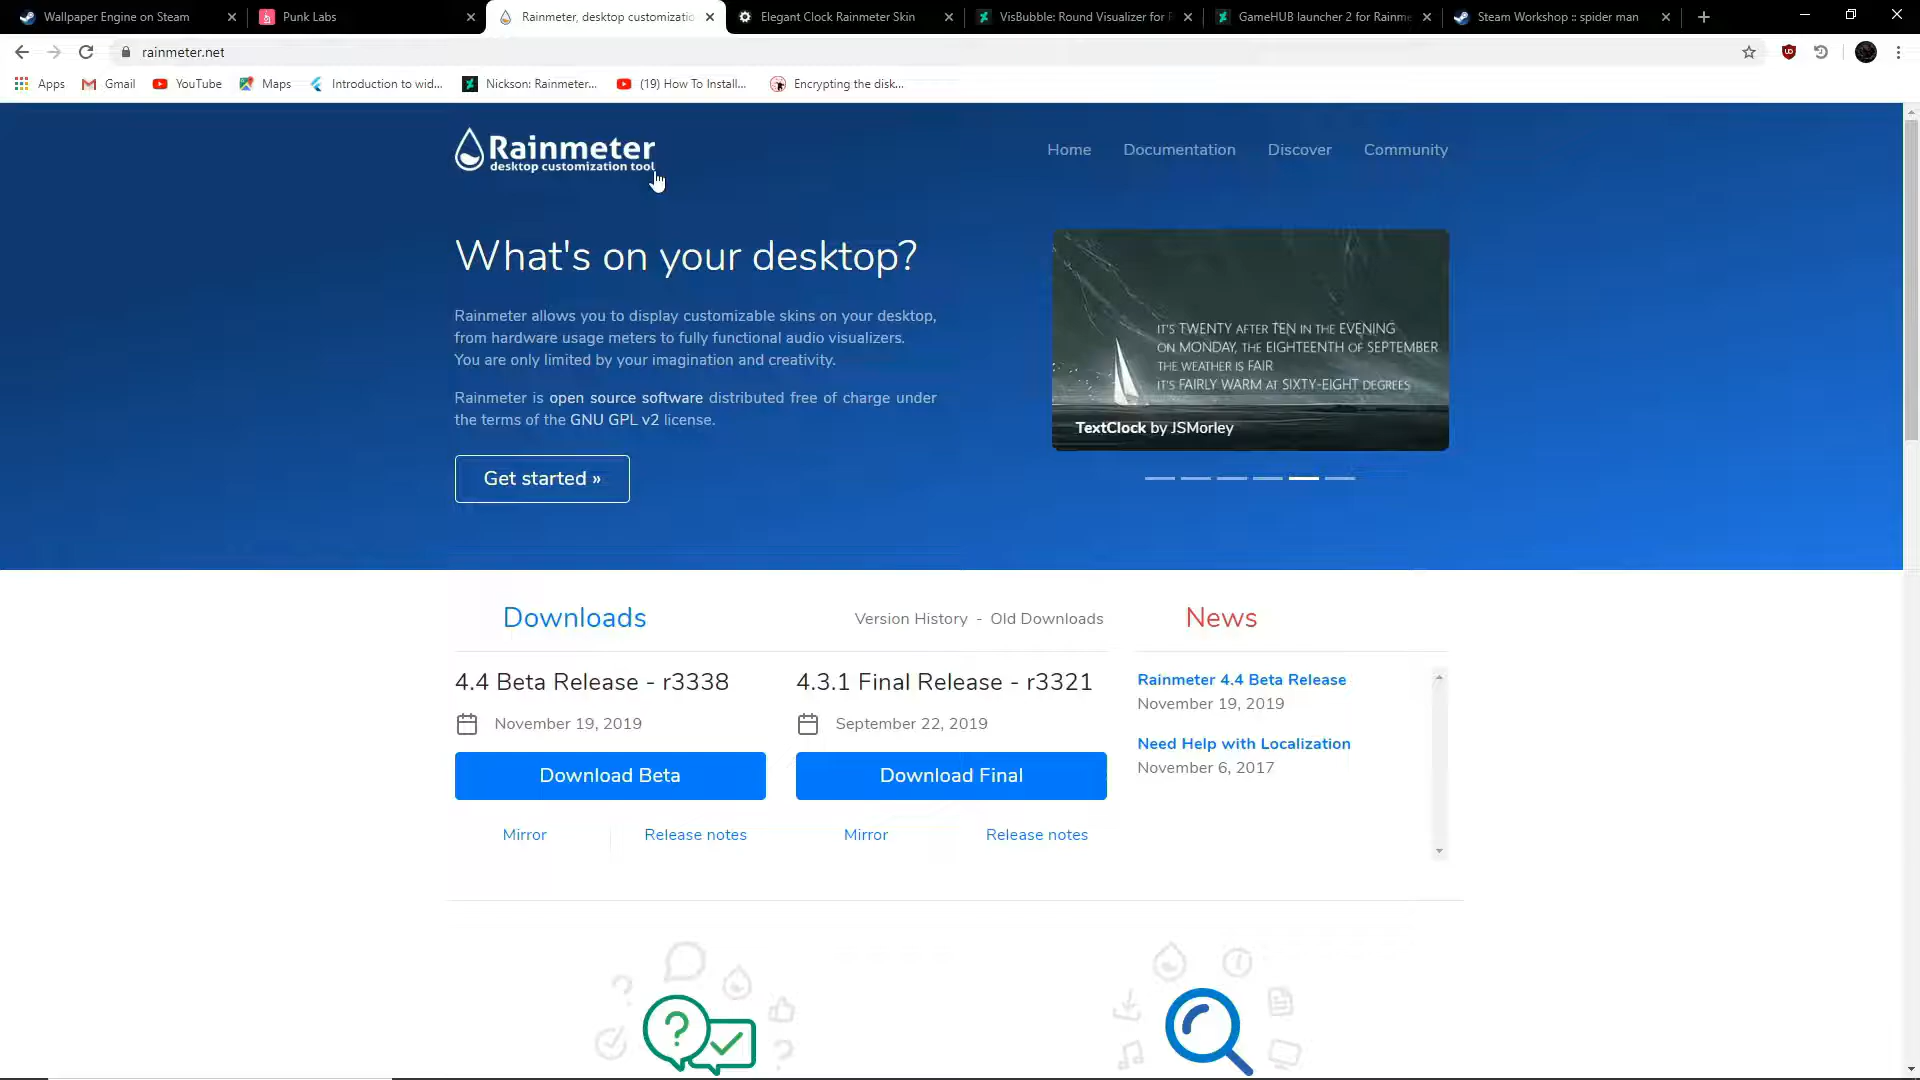 Wallpaper Engine on Steam
Punk Labs
Rainmeter, desktop customizatio
Elegant Clock Rainmeter Skin
VisBubble: Round Visualizer for R
GameHUB launcher 2 for Rainme
Steam Workshop :: spider man
rainmeter.net
Apps
Gmail
YouTube
Maps
Introduction to wid...
Nickson: Rainmeter...
(19) How To Install...
Encrypting the disk...
Rainmeter
desktop customization tool
Home
Documentation
Discover
Community
What's on your desktop?
Rainmeter allows you to display customizable skins on your desktop,
from hardware usage meters to fully functional audio visualizers.
You are only limited by your imagination and creativity.
Rainmeter is open source software distributed free of charge under
the terms of the GNU GPL v2 license.
Get started »
IT'S TWENTY AFTER TEN IN THE EVENING
ON MONDAY, THE EIGHTEENTH OF SEPTEMBER
THE WEATHER IS FAIR
IT'S FAIRLY WARM AT SIXTY-EIGHT DEGREES
TextClock by JSMorley
Downloads
Version History - Old Downloads
4.4 Beta Release - r3338
November 19, 2019
Download Beta
Mirror
Release notes
4.3.1 Final Release - r3321
September 22, 2019
Download Final
Mirror
Release notes
News
Rainmeter 4.4 Beta Release
November 19, 2019
Need Help with Localization
November 6, 2017